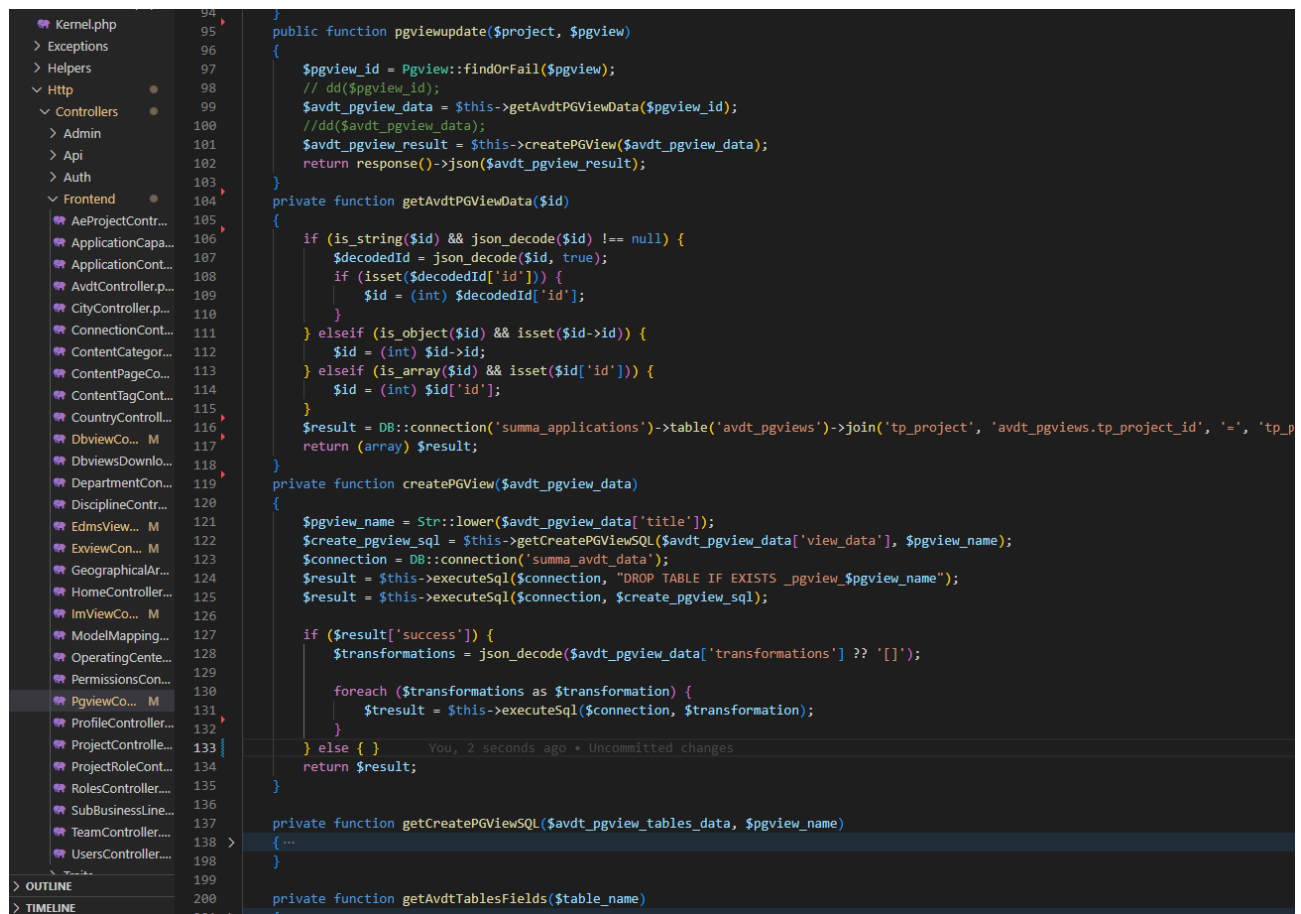 Kernel.php
Exceptions
Helpers
Http
Controllers
Admin
Api
Auth
Frontend
AeProjectContr...
ApplicationCapa...
ApplicationCont...
AvdtController.p...
CityController.p...
ConnectionCont...
ContentCategor...
ContentPageCo...
ContentTagCont...
CountryControll...
DbviewCo... M
DbviewsDownlo...
DepartmentCon...
DisciplineContr...
EdmsView... M
ExviewCon... M
GeographicalAr...
HomeController...
ImViewCo... M
ModelMapping...
OperatingCente...
PermissionsCon...
PgviewCo... M
ProfileController...
ProjectControlle...
ProjectRoleCont...
RolesController....
SubBusinessLine...
TeamController....
UsersController....
OUTLINE
TIMELINE
94 }
95 public function pgviewupdate($project, $pgview)
96 {
97 $pgview_id = Pgview::findOrFail($pgview);
98 // dd($pgview_id);
99 $avdt_pgview_data = $this->getAvdtPGViewData($pgview_id);
100 //dd($avdt_pgview_data);
101 $avdt_pgview_result = $this->createPGView($avdt_pgview_data);
102 return response()->json($avdt_pgview_result);
103 }
104 private function getAvdtPGViewData($id)
105 {
106 if (is_string($id) && json_decode($id) !== null) {
107 $decodedId = json_decode($id, true);
108 if (isset($decodedId['id'])) {
109 $id = (int) $decodedId['id'];
110 }
111 } elseif (is_object($id) && isset($id->id)) {
112 $id = (int) $id->id;
113 } elseif (is_array($id) && isset($id['id'])) {
114 $id = (int) $id['id'];
115 }
116 $result = DB::connection('summa_applications')->table('avdt_pgviews')->join('tp_project', 'avdt_pgviews.tp_project_id', '=', 'tp_p
117 return (array) $result;
118 }
119 private function createPGView($avdt_pgview_data)
120 {
121 $pgview_name = Str::lower($avdt_pgview_data['title']);
122 $create_pgview_sql = $this->getCreatePGViewSQL($avdt_pgview_data['view_data'], $pgview_name);
123 $connection = DB::connection('summa_avdt_data');
124 $result = $this->executeSql($connection, "DROP TABLE IF EXISTS _pgview_$pgview_name");
125 $result = $this->executeSql($connection, $create_pgview_sql);
126
127 if ($result['success']) {
128 $transformations = json_decode($avdt_pgview_data['transformations'] ?? '[]');
129
130 foreach ($transformations as $transformation) {
131 $tresult = $this->executeSql($connection, $transformation);
132 }
133 } else { } You, 2 seconds ago • Uncommitted changes
134 return $result;
135 }
136
137 private function getCreatePGViewSQL($avdt_pgview_tables_data, $pgview_name)
138 { ...
198 }
199
200 private function getAvdtTablesFields($table_name)